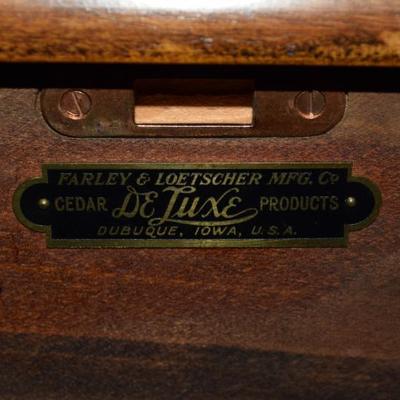 FARLEY & LOETSCHER MFG. Co
CEDAR DE LUXE PRODUCTS
DUBUQUE, IOWA, U.S.A.